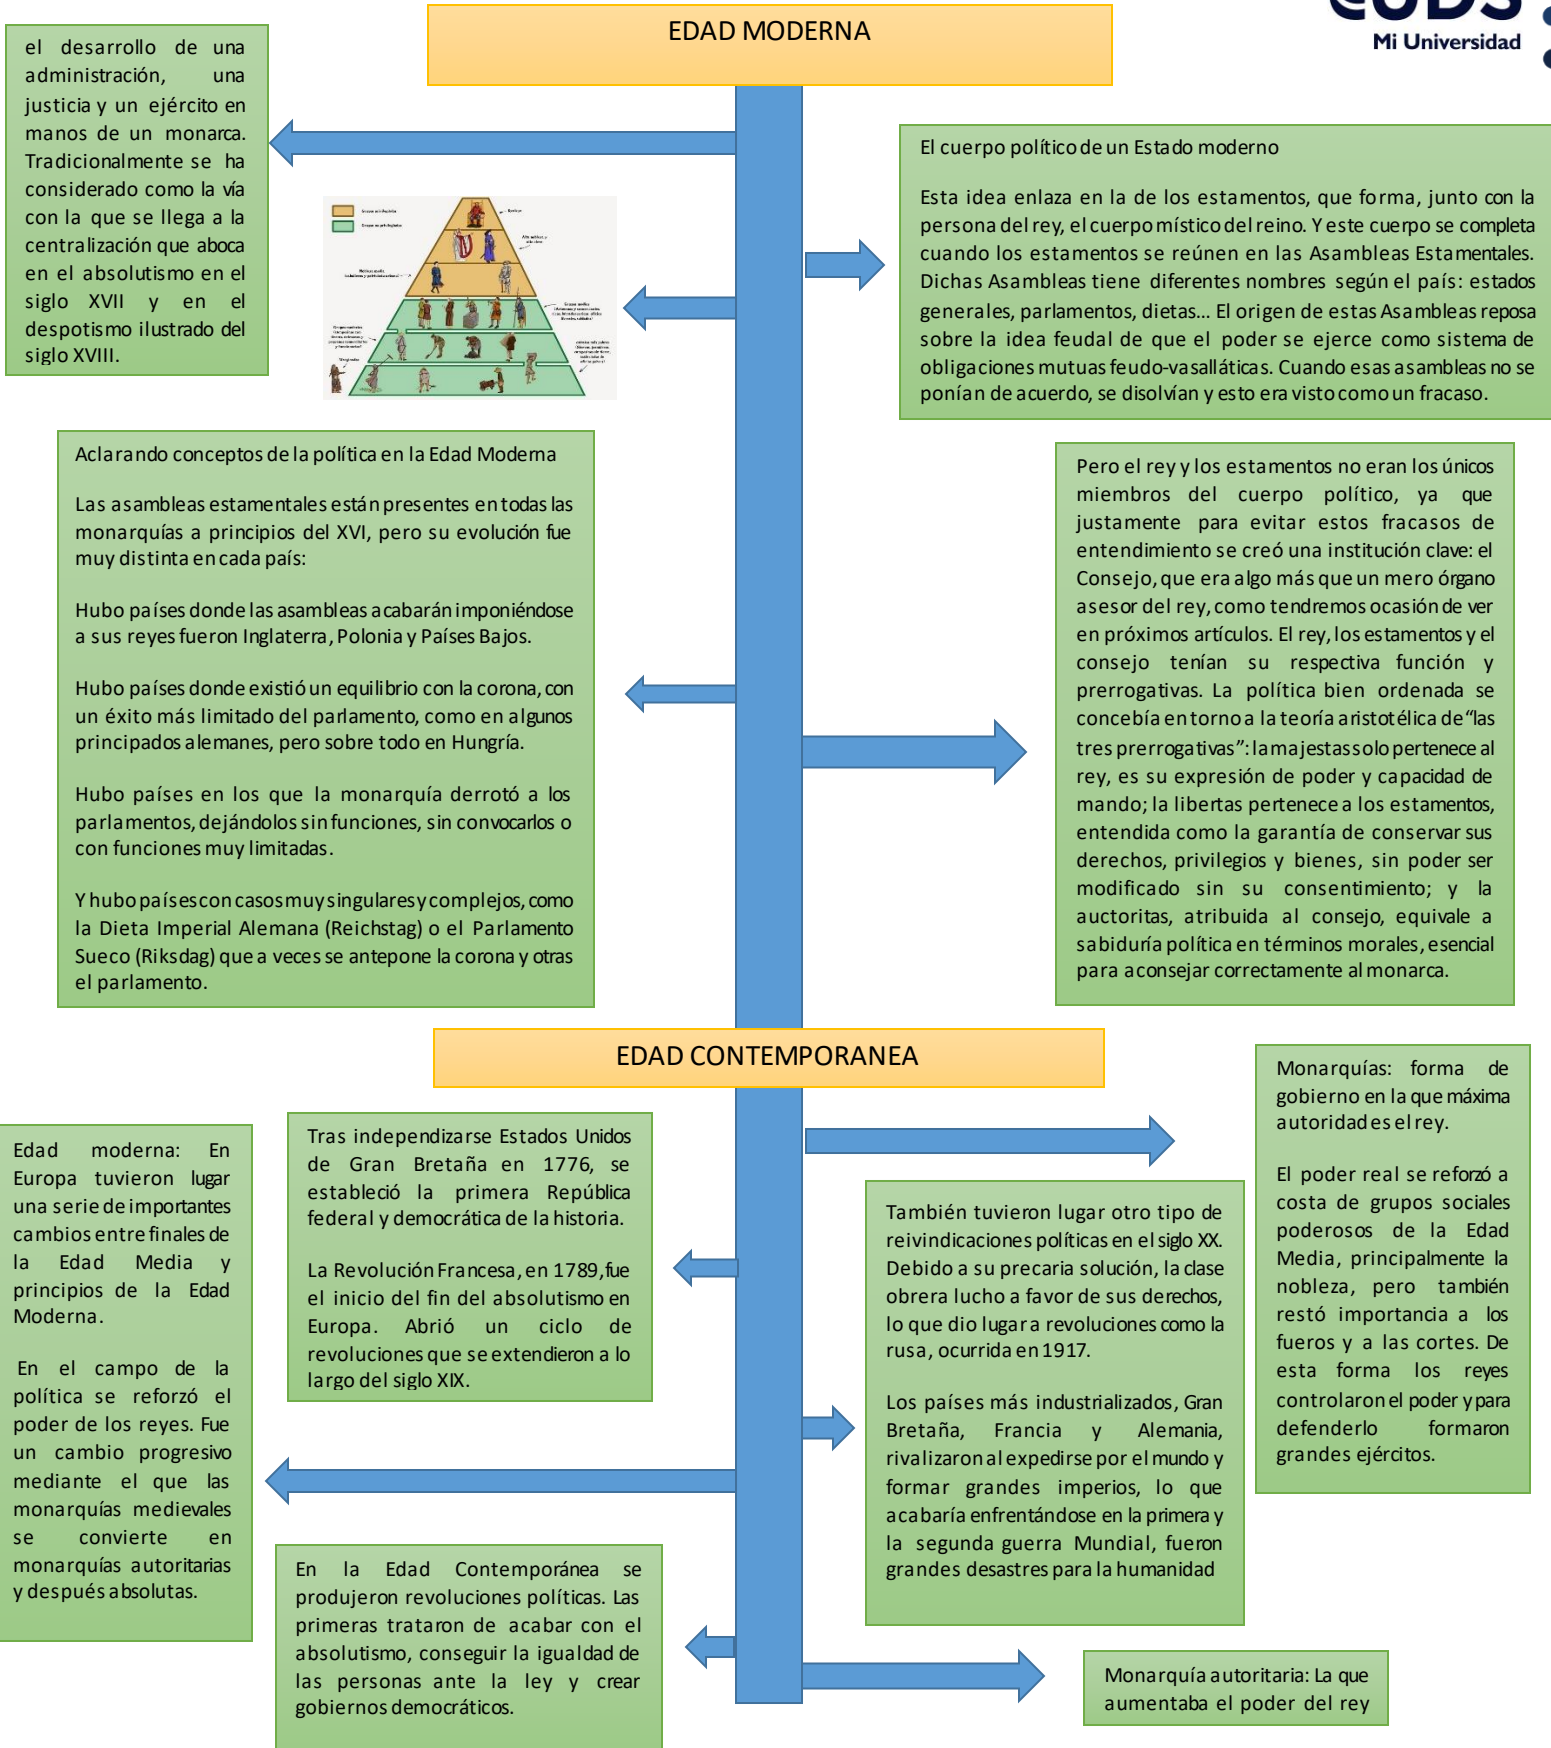 EDAD MODERNA
Mi Universidad
el desarrollo de una
administración, una
justicia y un ejército en
manos de un monarca.
Tradicionalmente se ha
considerado como la vía
con la que se llega a la
centralización que aboca
en el absolutismo en el
siglo XVII y en el
despotismo ilustrado del
siglo XVIII.
El cuerpo político de un Estado moderno
Esta idea enlaza en la de los estamentos, que forma, junto con la
persona del rey, el cuerpo místico del reino. Y este cuerpo se completa
cuando los estamentos se reúnen en las Asambleas Estamentales.
Dichas Asambleas tiene diferentes nombres según el país: estados
generales, parlamentos, dietas... El origen de estas Asambleas reposa
sobre la idea feudal de que el poder se ejerce como sistema de
obligaciones mutuas feudo-vasalláticas. Cuando esas asambleas no se
ponían de acuerdo, se disolvían y esto era visto como un fracaso.
Aclarando conceptos de la política en la Edad Moderna
Las asambleas estamentales están presentes en todas las
monarquías a principios del XVI, pero su evolución fue
muy distinta en cada país:
Hubo países donde las asambleas acabarán imponiéndose
a sus reyes fueron Inglaterra, Polonia y Países Bajos.
Hubo países donde existió un equilibrio con la corona, con
un éxito más limitado del parlamento, como en algunos
principados alemanes, pero sobre todo en Hungría.
Hubo países en los que la monarquía derrotó a los
parlamentos, dejándolos sin funciones, sin convocarlos o
con funciones muy limitadas.
Y hubo países con casos muy singulares y complejos, como
la Dieta Imperial Alemana (Reichstag) o el Parlamento
Sueco (Riksdag) que a veces se antepone la corona y otras
el parlamento.
Pero el rey y los estamentos no eran los únicos
miembros del cuerpo político, ya que
justamente para evitar estos fracasos de
entendimiento se creó una institución clave: el
Consejo, que era algo más que un mero órgano
asesor del rey, como tendremos ocasión de ver
en próximos artículos. El rey, los estamentos y el
consejo tenían su respectiva función y
prerrogativas. La política bien ordenada se
concebía en torno a la teoría aristotélica de “las
tres prerrogativas”: la majestas solo pertenece al
rey, es su expresión de poder y capacidad de
mando; la libertas pertenece a los estamentos,
entendida como la garantía de conservar sus
derechos, privilegios y bienes, sin poder ser
modificado sin su consentimiento; y la
auctoritas, atribuida al consejo, equivale a
sabiduría política en términos morales, esencial
para aconsejar correctamente al monarca.
EDAD CONTEMPORANEA
Edad moderna: En
Europa tuvieron lugar
una serie de importantes
cambios entre finales de
la Edad Media y
principios de la Edad
Moderna.
En el campo de la
política se reforzó el
poder de los reyes. Fue
un cambio progresivo
mediante el que las
monarquías medievales
se convierte en
monarquías autoritarias
y después absolutas.
Tras independizarse Estados Unidos
de Gran Bretaña en 1776, se
estableció la primera República
federal y democrática de la historia.
La Revolución Francesa, en 1789, fue
el inicio del fin del absolutismo en
Europa. Abrió un ciclo de
revoluciones que se extendieron a lo
largo del siglo XIX.
También tuvieron lugar otro tipo de
reivindicaciones políticas en el siglo XX.
Debido a su precaria solución, la clase
obrera lucho a favor de sus derechos,
lo que dio lugar a revoluciones como la
rusa, ocurrida en 1917.
Los países más industrializados, Gran
Bretaña, Francia y Alemania,
rivalizaron al expedirse por el mundo y
formar grandes imperios, lo que
acabaría enfrentándose en la primera y
la segunda guerra Mundial, fueron
grandes desastres para la humanidad
Monarquías: forma de
gobierno en la que máxima
autoridad es el rey.
El poder real se reforzó a
costa de grupos sociales
poderosos de la Edad
Media, principalmente la
nobleza, pero también
restó importancia a los
fueros y a las cortes. De
esta forma los reyes
controlaron el poder y para
defenderlo formaron
grandes ejércitos.
En la Edad Contemporánea se
produjeron revoluciones políticas. Las
primeras trataron de acabar con el
absolutismo, conseguir la igualdad de
las personas ante la ley y crear
gobiernos democráticos.
Monarquía autoritaria: La que
aumentaba el poder del rey